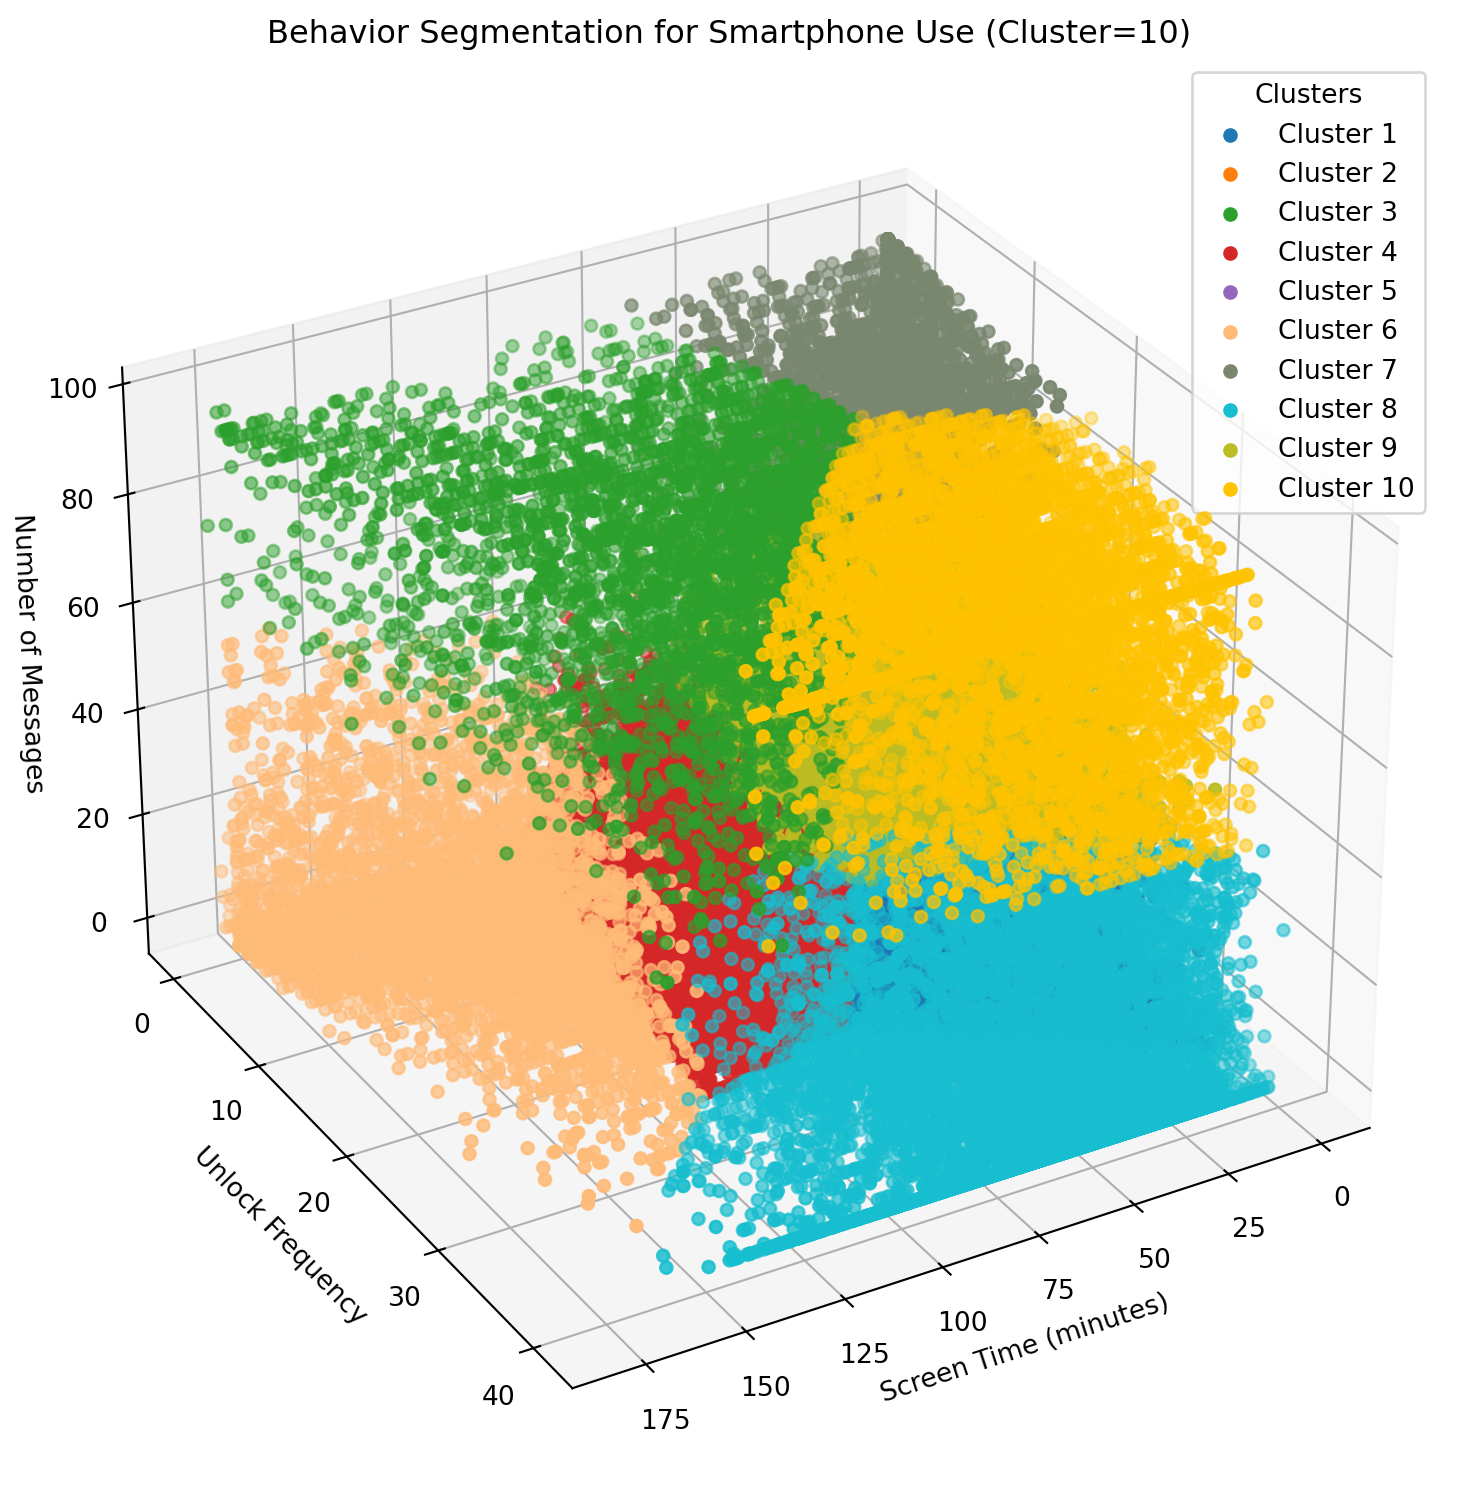 Behavior Segmentation for Smartphone Use (Cluster=10)
Clusters
Cluster 1
Cluster 2
Cluster 3
Cluster 4
Cluster 5
Cluster 6
Cluster 7
Cluster 8
Cluster 9
Cluster 10
100
80
60
40
20
0
Number of Messages
0
10
20
30
40
Unlock Frequency
0
25
50
75
100
125
150
175
Screen Time (minutes)